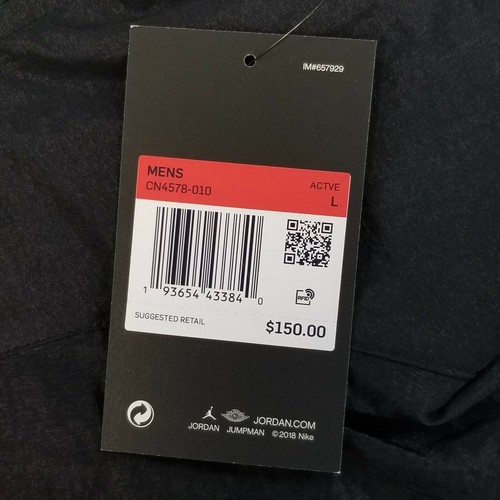 IM#657929
MENS
CN4578-010
ACTVE
L
1 93654 43384 0
RFID
SUGGESTED RETAIL
$150.00
JORDAN.COM
JORDAN JUMPMAN ©2018 Nike